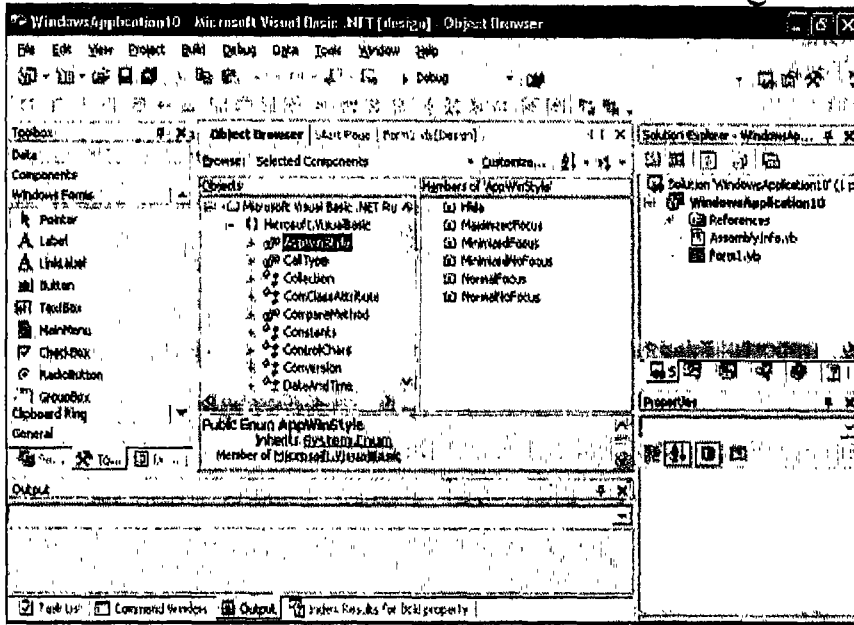 WindowsApplication10 - Microsoft Visual Basic .NET [design] - Object Browser
File Edit View Project Build Debug Data Tools Window Help
Debug
Toolbox
Data
Components
Windows Forms
Pointer
Label
LinkLabel
Button
TextBox
MainMenu
CheckBox
RadioButton
GroupBox
Clipboard Ring
General
Object Browser Start Page Form1.vb [Design]
Browse: Selected Components Customize...
Objects
Microsoft Visual Basic .NET Ru
Microsoft.VisualBasic
AppWinStyle
CallType
Collection
ComClassAttribute
CompareMethod
Constants
ControlChars
Conversion
DateAndTime
Members of 'AppWinStyle'
Hide
MaximizedFocus
MinimizedFocus
MinimizedNoFocus
NormalFocus
NormalNoFocus
Public Enum AppWinStyle
Inherits System.Enum
Member of Microsoft.VisualBasic
Solution Explorer - WindowsAp...
Solution 'WindowsApplication10' (1 p
WindowsApplication10
References
AssemblyInfo.vb
Form1.vb
Properties
Output
Task List Command Window Output Index Results for bold property